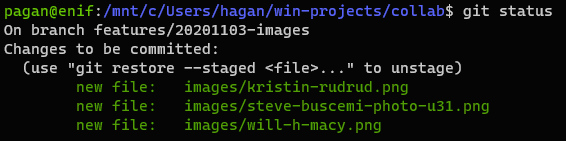 pagan@enif:/mnt/c/Users/hagan/win-projects/collab$ git status
On branch features/20201103-images
Changes to be committed:
  (use "git restore --staged <file>..." to unstage)
        new file:   images/kristin-rudrud.png
        new file:   images/steve-buscemi-photo-u31.png
        new file:   images/will-h-macy.png